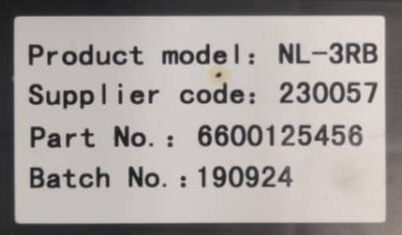 Product model: NL-3RB
Supplier code: 230057
Part No.: 6600125456
Batch No.:190924